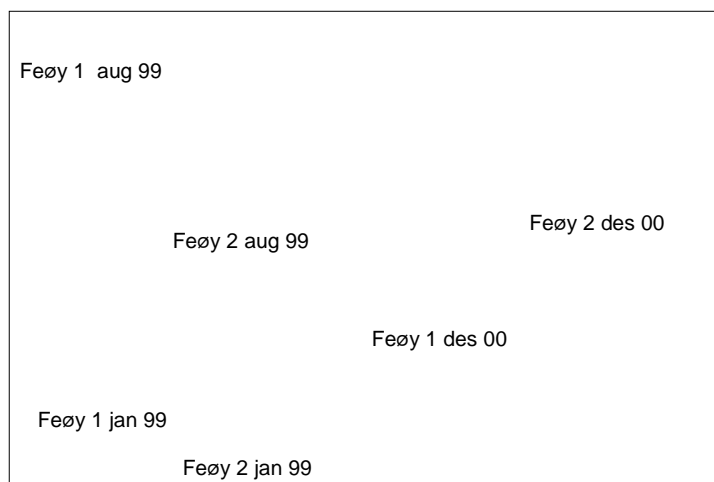 Feøy 1  aug 99
Feøy 2 des 00
Feøy 2 aug 99
Feøy 1 des 00
Feøy 1 jan 99
Feøy 2 jan 99